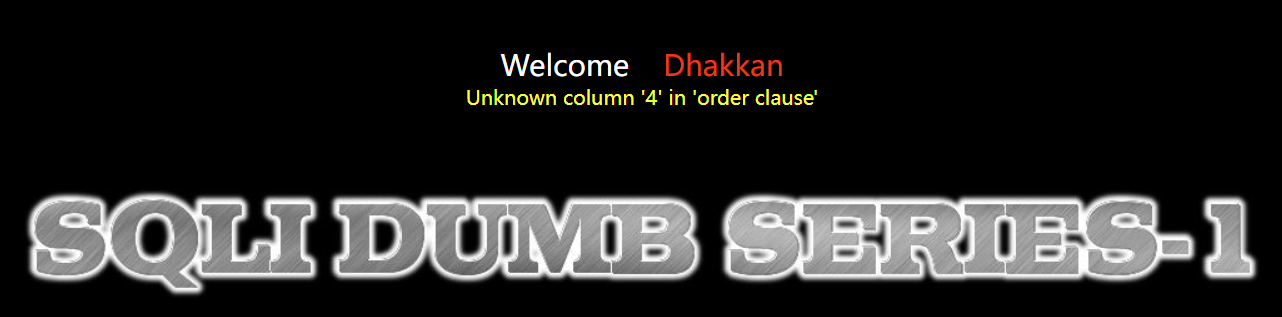 Welcome Dhakkan
Unknown column '4' in 'order clause'
SQLI DUMB SERIES-1